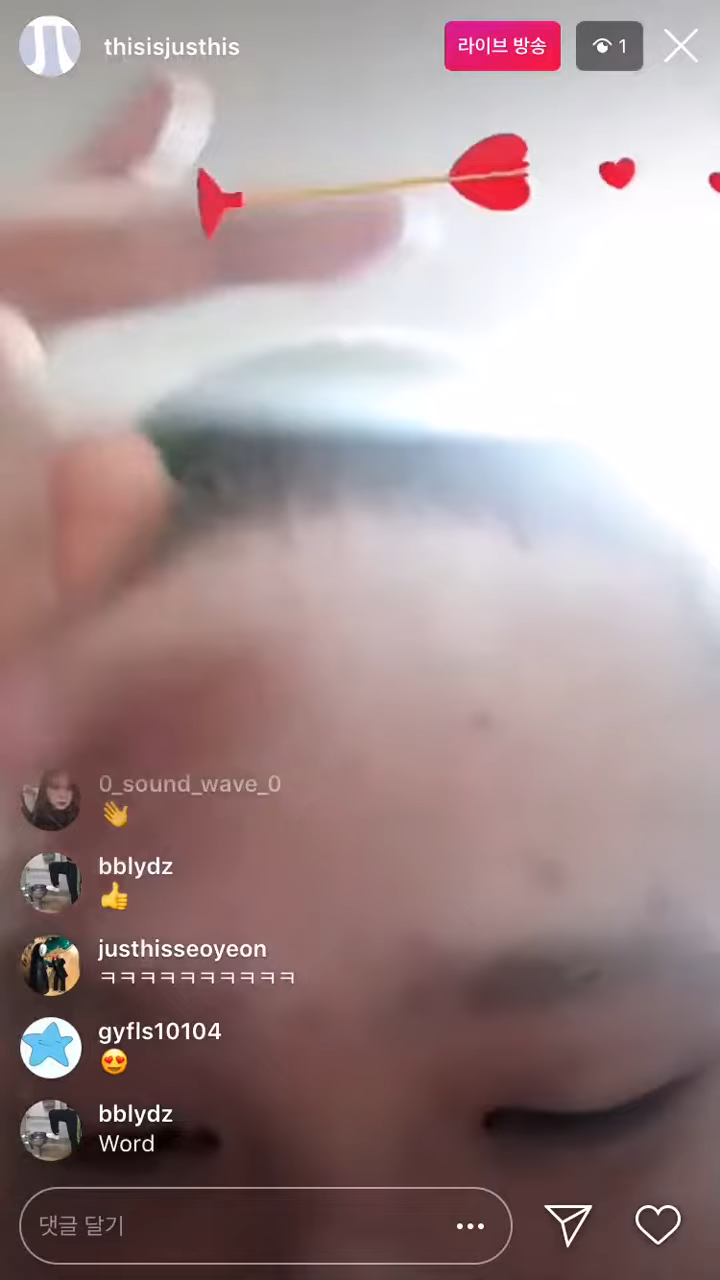 thisisjusthis
라이브 방송
1
0_sound_wave_0
👋
bblydz
👍
justhisseoyeon
ㅋㅋㅋㅋㅋㅋㅋㅋㅋㅋ
gyfls10104
😍
bblydz
Word
댓글 달기